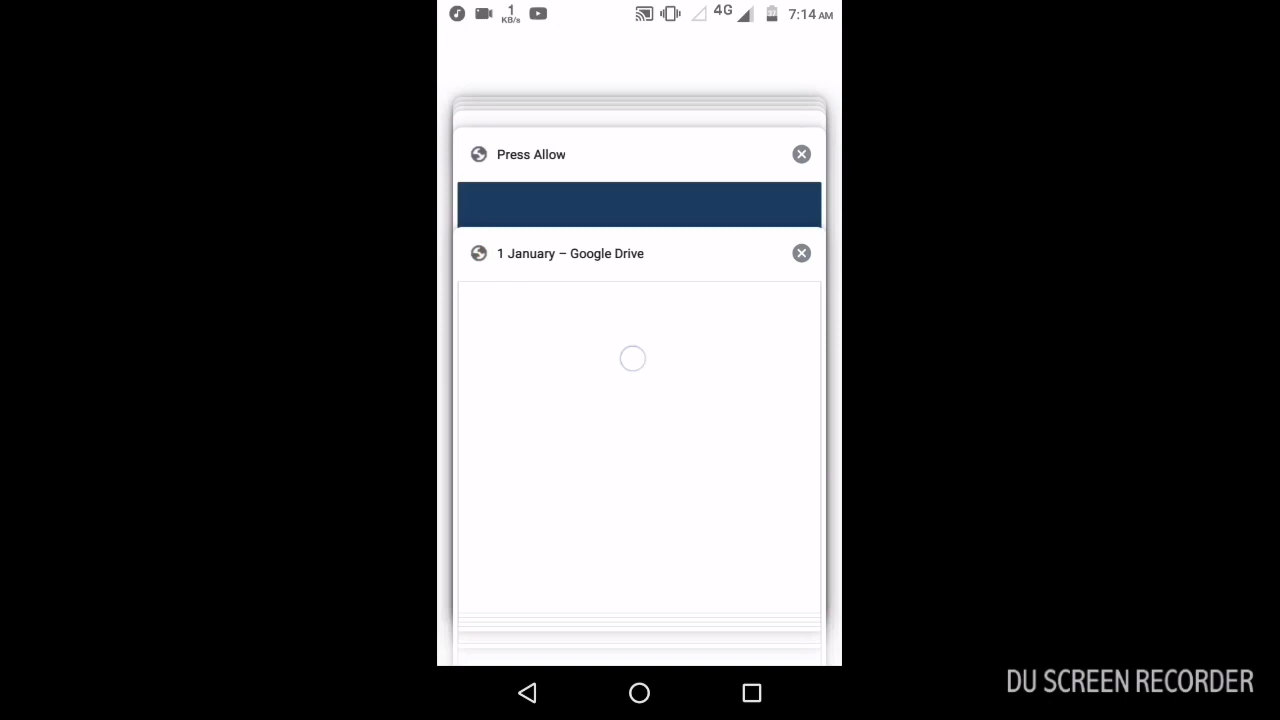 1
KB/s
4G
7:14 AM
Press Allow
1 January – Google Drive
DU SCREEN RECORDER